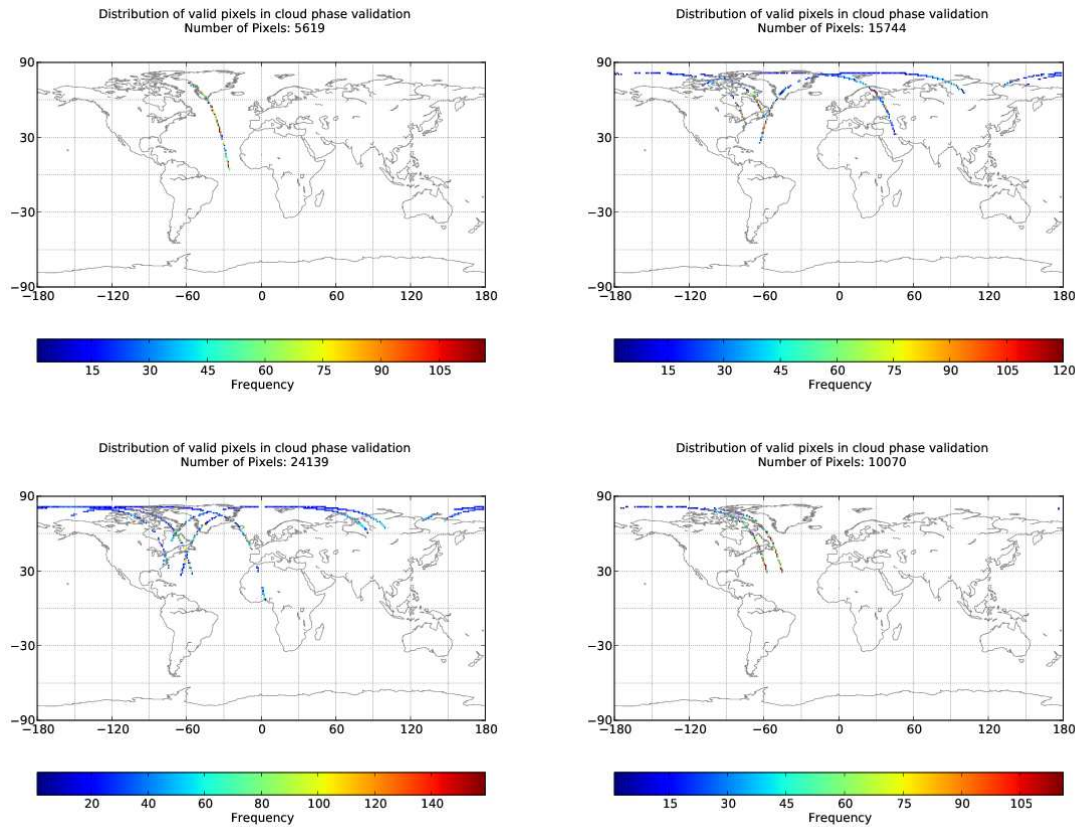 Distribution of valid pixels in cloud phase validation
Number of Pixels: 5619
90
30
−30
−90
−180 −120 −60 0 60 120 180
15 30 45 60 75 90 105
Frequency
Distribution of valid pixels in cloud phase validation
Number of Pixels: 15744
90
30
−30
−90
−180 −120 −60 0 60 120 180
15 30 45 60 75 90 105 120
Frequency
Distribution of valid pixels in cloud phase validation
Number of Pixels: 24139
90
30
−30
−90
−180 −120 −60 0 60 120 180
20 40 60 80 100 120 140
Frequency
Distribution of valid pixels in cloud phase validation
Number of Pixels: 10070
90
30
−30
−90
−180 −120 −60 0 60 120 180
15 30 45 60 75 90 105
Frequency